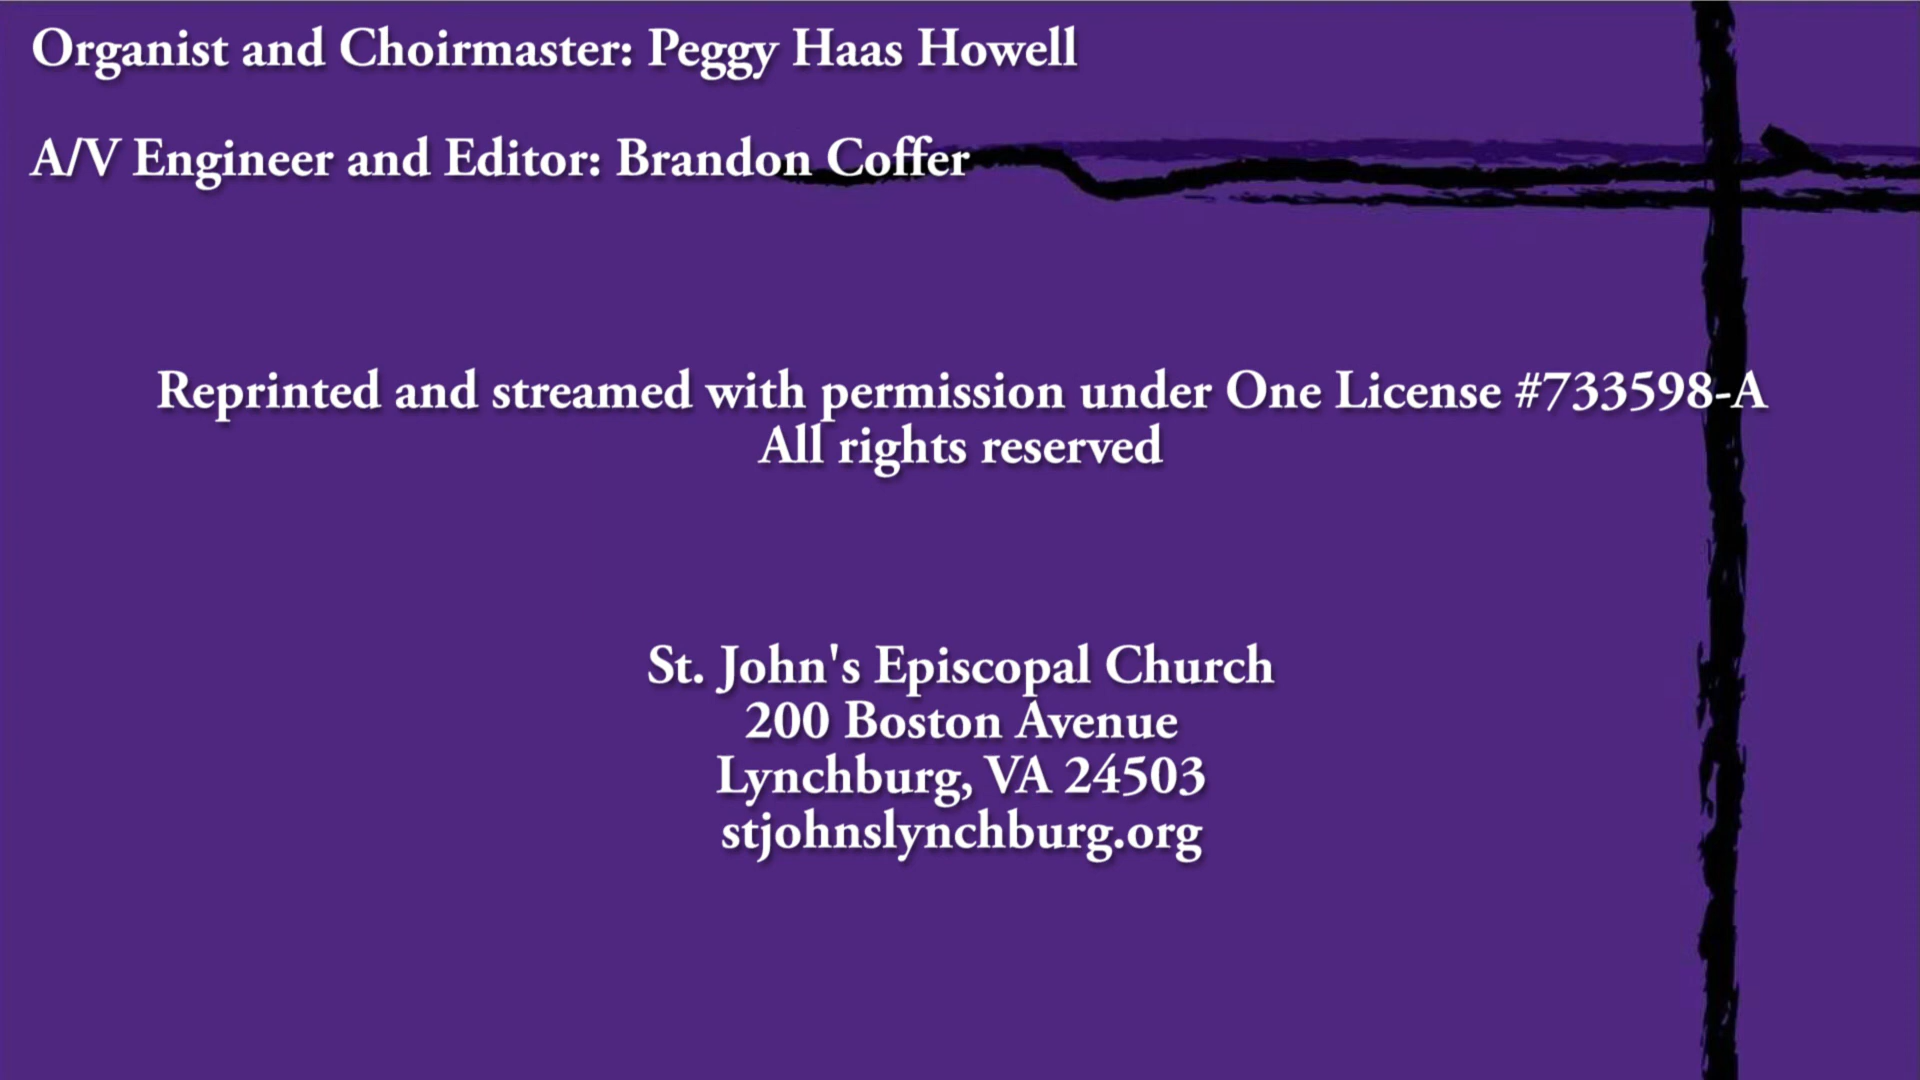 Organist and Choirmaster: Peggy Haas Howell
A/V Engineer and Editor: Brandon Coffer
Reprinted and streamed with permission under One License #733598-A
All rights reserved
St. John's Episcopal Church
200 Boston Avenue
Lynchburg, VA 24503
stjohnslynchburg.org